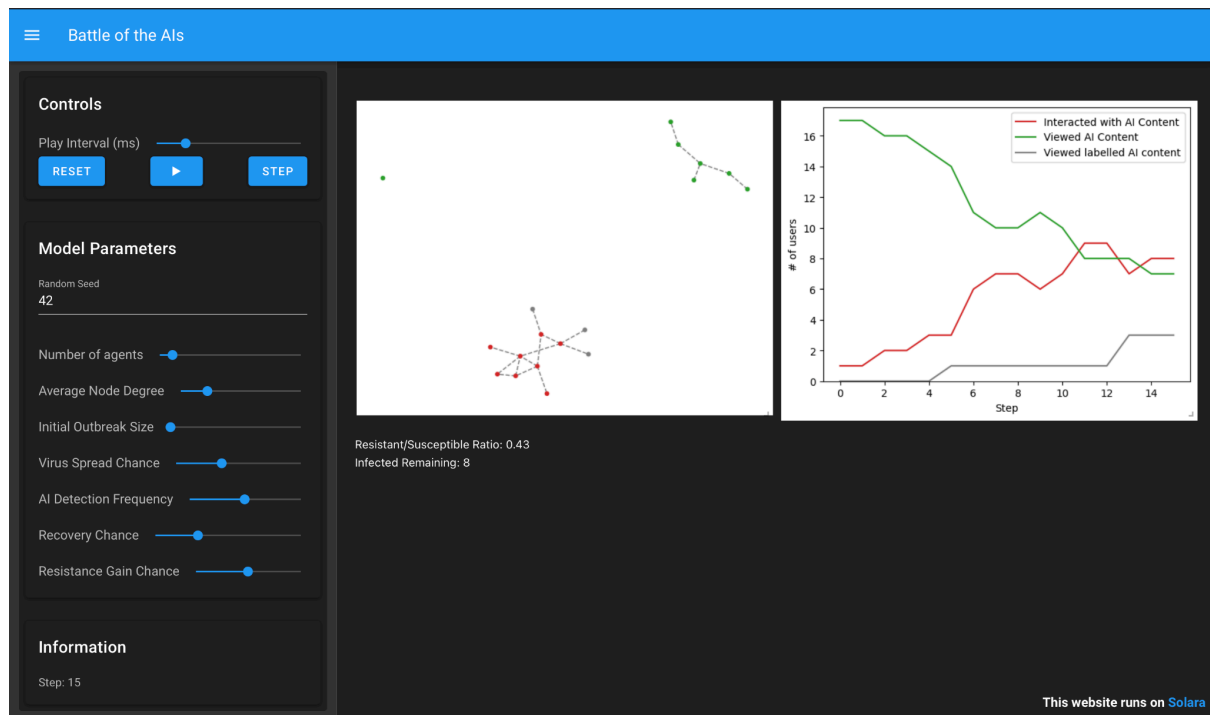 Battle of the AIs
Controls
Play Interval (ms)
RESET
STEP
Model Parameters
Random Seed
42
Number of agents
Average Node Degree
Initial Outbreak Size
Virus Spread Chance
AI Detection Frequency
Recovery Chance
Resistance Gain Chance
Information
Step: 15
Interacted with AI Content
Viewed AI Content
Viewed labelled AI content
# of users
16
14
12
10
8
6
4
2
0
0 2 4 6 8 10 12 14
Step
Resistant/Susceptible Ratio: 0.43
Infected Remaining: 8
This website runs on Solara